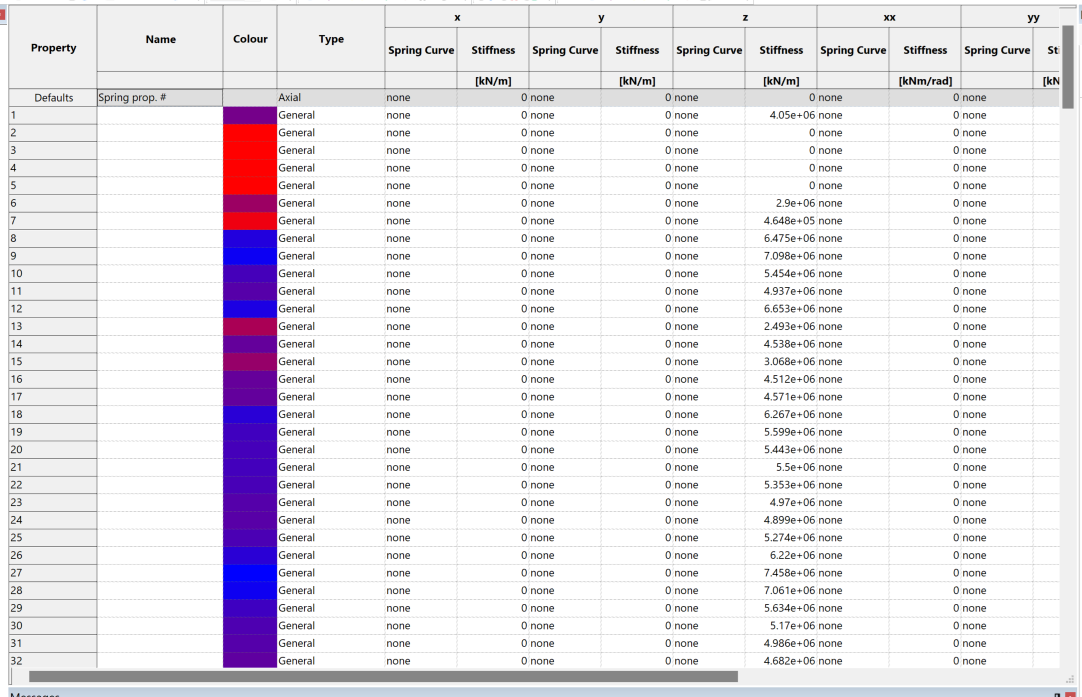 x y z xx yy
Property Name Colour Type Spring Curve Stiffness Spring Curve Stiffness Spring Curve Stiffness Spring Curve Stiffness Spring Curve
[kN/m] [kN/m] [kN/m] [kNm/rad] [kN
Defaults Spring prop. # Axial none 0 none 0 none 0 none 0 none
1 General none 0 none 0 none 4.05e+06 none 0 none
2 General none 0 none 0 none 0 none 0 none
3 General none 0 none 0 none 0 none 0 none
4 General none 0 none 0 none 0 none 0 none
5 General none 0 none 0 none 0 none 0 none
6 General none 0 none 0 none 2.9e+06 none 0 none
7 General none 0 none 0 none 4.648e+05 none 0 none
8 General none 0 none 0 none 6.475e+06 none 0 none
9 General none 0 none 0 none 7.098e+06 none 0 none
10 General none 0 none 0 none 5.454e+06 none 0 none
11 General none 0 none 0 none 4.937e+06 none 0 none
12 General none 0 none 0 none 6.653e+06 none 0 none
13 General none 0 none 0 none 2.493e+06 none 0 none
14 General none 0 none 0 none 4.538e+06 none 0 none
15 General none 0 none 0 none 3.068e+06 none 0 none
16 General none 0 none 0 none 4.512e+06 none 0 none
17 General none 0 none 0 none 4.571e+06 none 0 none
18 General none 0 none 0 none 6.267e+06 none 0 none
19 General none 0 none 0 none 5.599e+06 none 0 none
20 General none 0 none 0 none 5.443e+06 none 0 none
21 General none 0 none 0 none 5.5e+06 none 0 none
22 General none 0 none 0 none 5.353e+06 none 0 none
23 General none 0 none 0 none 4.97e+06 none 0 none
24 General none 0 none 0 none 4.899e+06 none 0 none
25 General none 0 none 0 none 5.274e+06 none 0 none
26 General none 0 none 0 none 6.22e+06 none 0 none
27 General none 0 none 0 none 7.458e+06 none 0 none
28 General none 0 none 0 none 7.061e+06 none 0 none
29 General none 0 none 0 none 5.634e+06 none 0 none
30 General none 0 none 0 none 5.17e+06 none 0 none
31 General none 0 none 0 none 4.986e+06 none 0 none
32 General none 0 none 0 none 4.682e+06 none 0 none